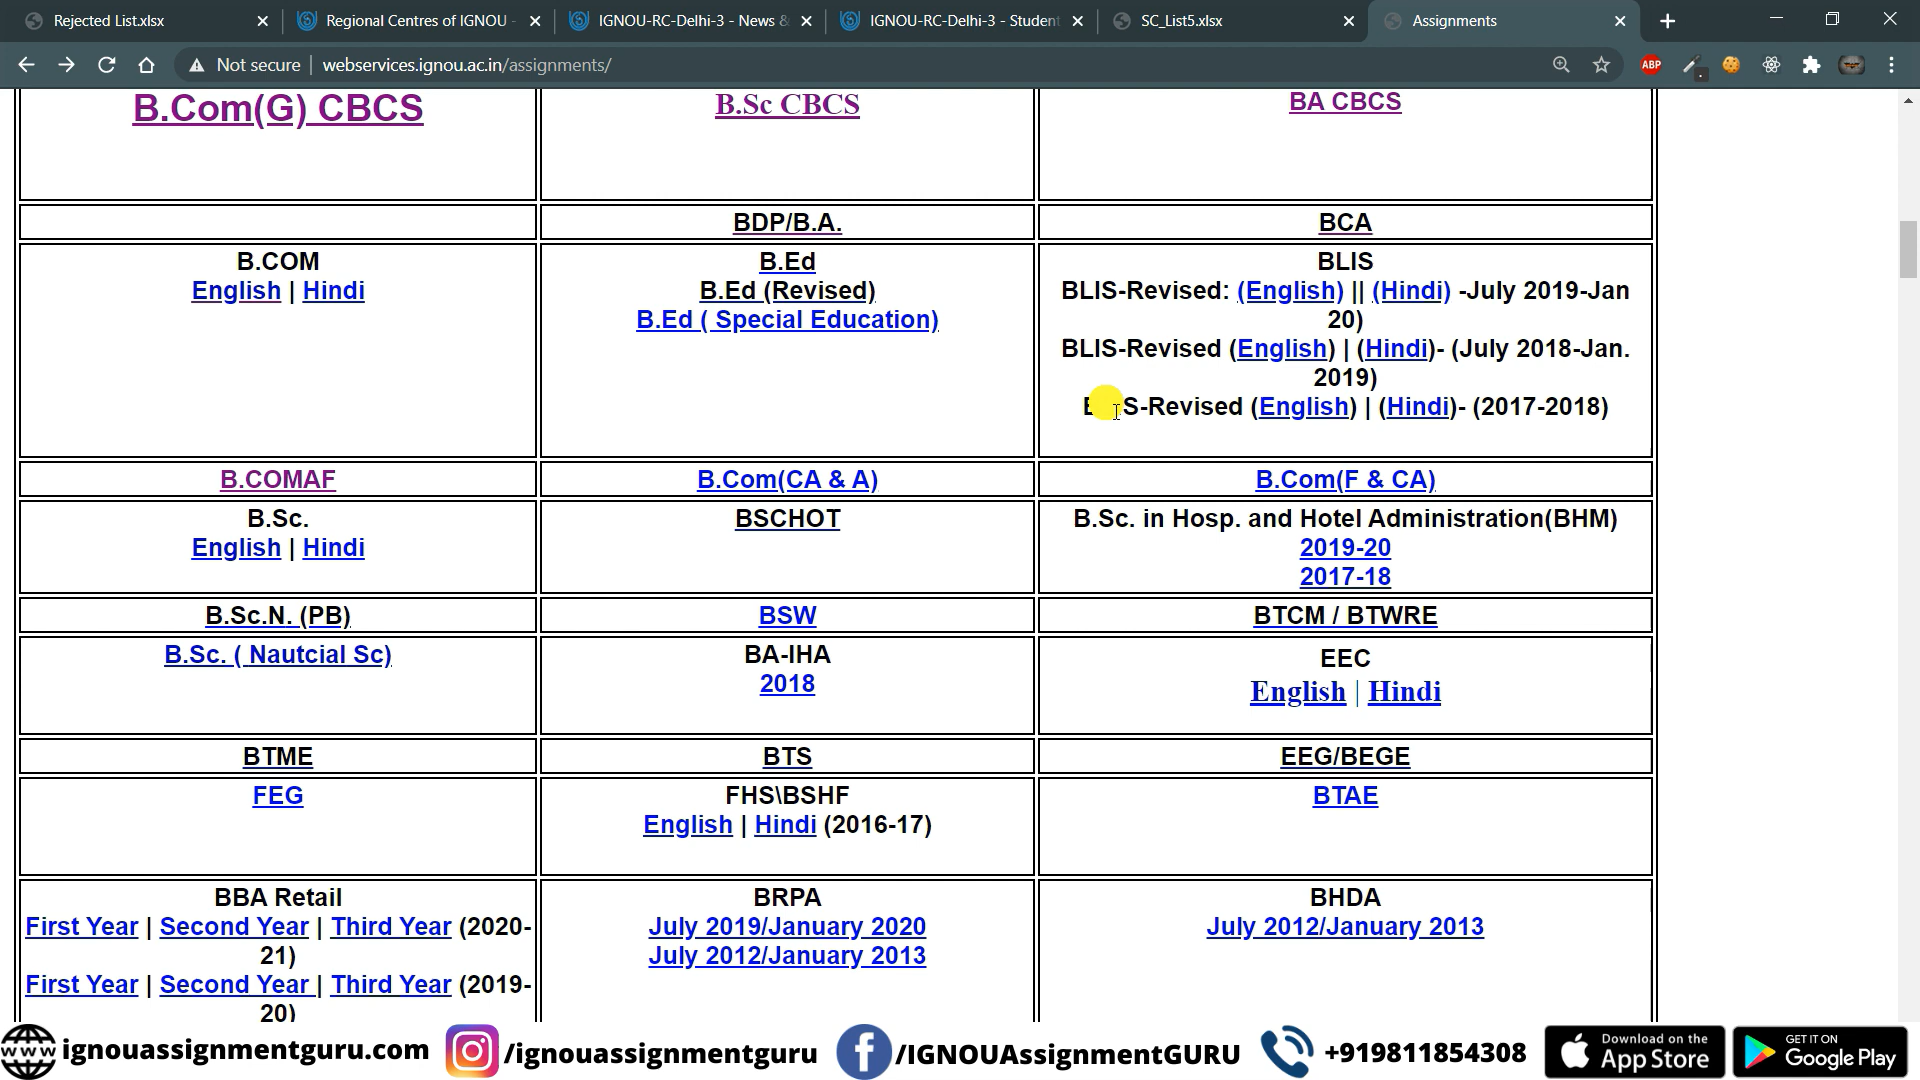 Rejected List.xlsx
Regional Centres of IGNOU -
IGNOU-RC-Delhi-3 - News &
IGNOU-RC-Delhi-3 - Student
SC_List5.xlsx
Assignments
Not secure
webservices.ignou.ac.in/assignments/
ABP
B.Com(G) CBCS
B.Sc CBCS
BA CBCS
BDP/B.A.
BCA
B.COM
English | Hindi
B.Ed
B.Ed (Revised)
B.Ed ( Special Education)
BLIS
BLIS-Revised: (English) || (Hindi) -July 2019-Jan
20)
BLIS-Revised (English) | (Hindi)- (July 2018-Jan.
2019)
S-Revised (English) | (Hindi)- (2017-2018)
B.COMAF
B.Com(CA & A)
B.Com(F & CA)
B.Sc.
English | Hindi
BSCHOT
B.Sc. in Hosp. and Hotel Administration(BHM)
2019-20
2017-18
B.Sc.N. (PB)
BSW
BTCM / BTWRE
B.Sc. ( Nautcial Sc)
BA-IHA
2018
EEC
English | Hindi
BTME
BTS
EEG/BEGE
FEG
FHS\BSHF
English | Hindi (2016-17)
BTAE
BBA Retail
First Year | Second Year | Third Year (2020-
21)
First Year | Second Year | Third Year (2019-
20)
BRPA
July 2019/January 2020
July 2012/January 2013
BHDA
July 2012/January 2013
www
ignouassignmentguru.com
/ignouassignmentguru
/IGNOUAssignmentGURU
+919811854308
Download on the
App Store
GET IT ON
Google Play